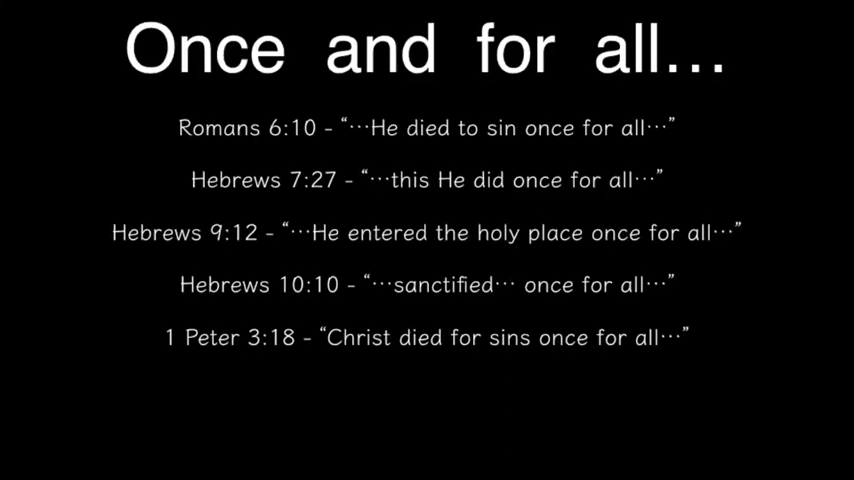 Once and for all…
Romans 6:10 - “…He died to sin once for all…”
Hebrews 7:27 - “…this He did once for all…”
Hebrews 9:12 - “…He entered the holy place once for all…”
Hebrews 10:10 - “…sanctified… once for all…”
1 Peter 3:18 - “Christ died for sins once for all…”